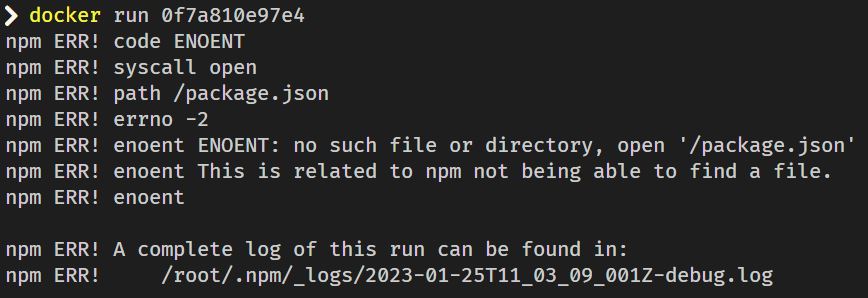 ❯ docker run 0f7a810e97e4
npm ERR! code ENOENT
npm ERR! syscall open
npm ERR! path /package.json
npm ERR! errno -2
npm ERR! enoent ENOENT: no such file or directory, open '/package.json'
npm ERR! enoent This is related to npm not being able to find a file.
npm ERR! enoent
npm ERR! A complete log of this run can be found in:
npm ERR!     /root/.npm/_logs/2023-01-25T11_03_09_001Z-debug.log